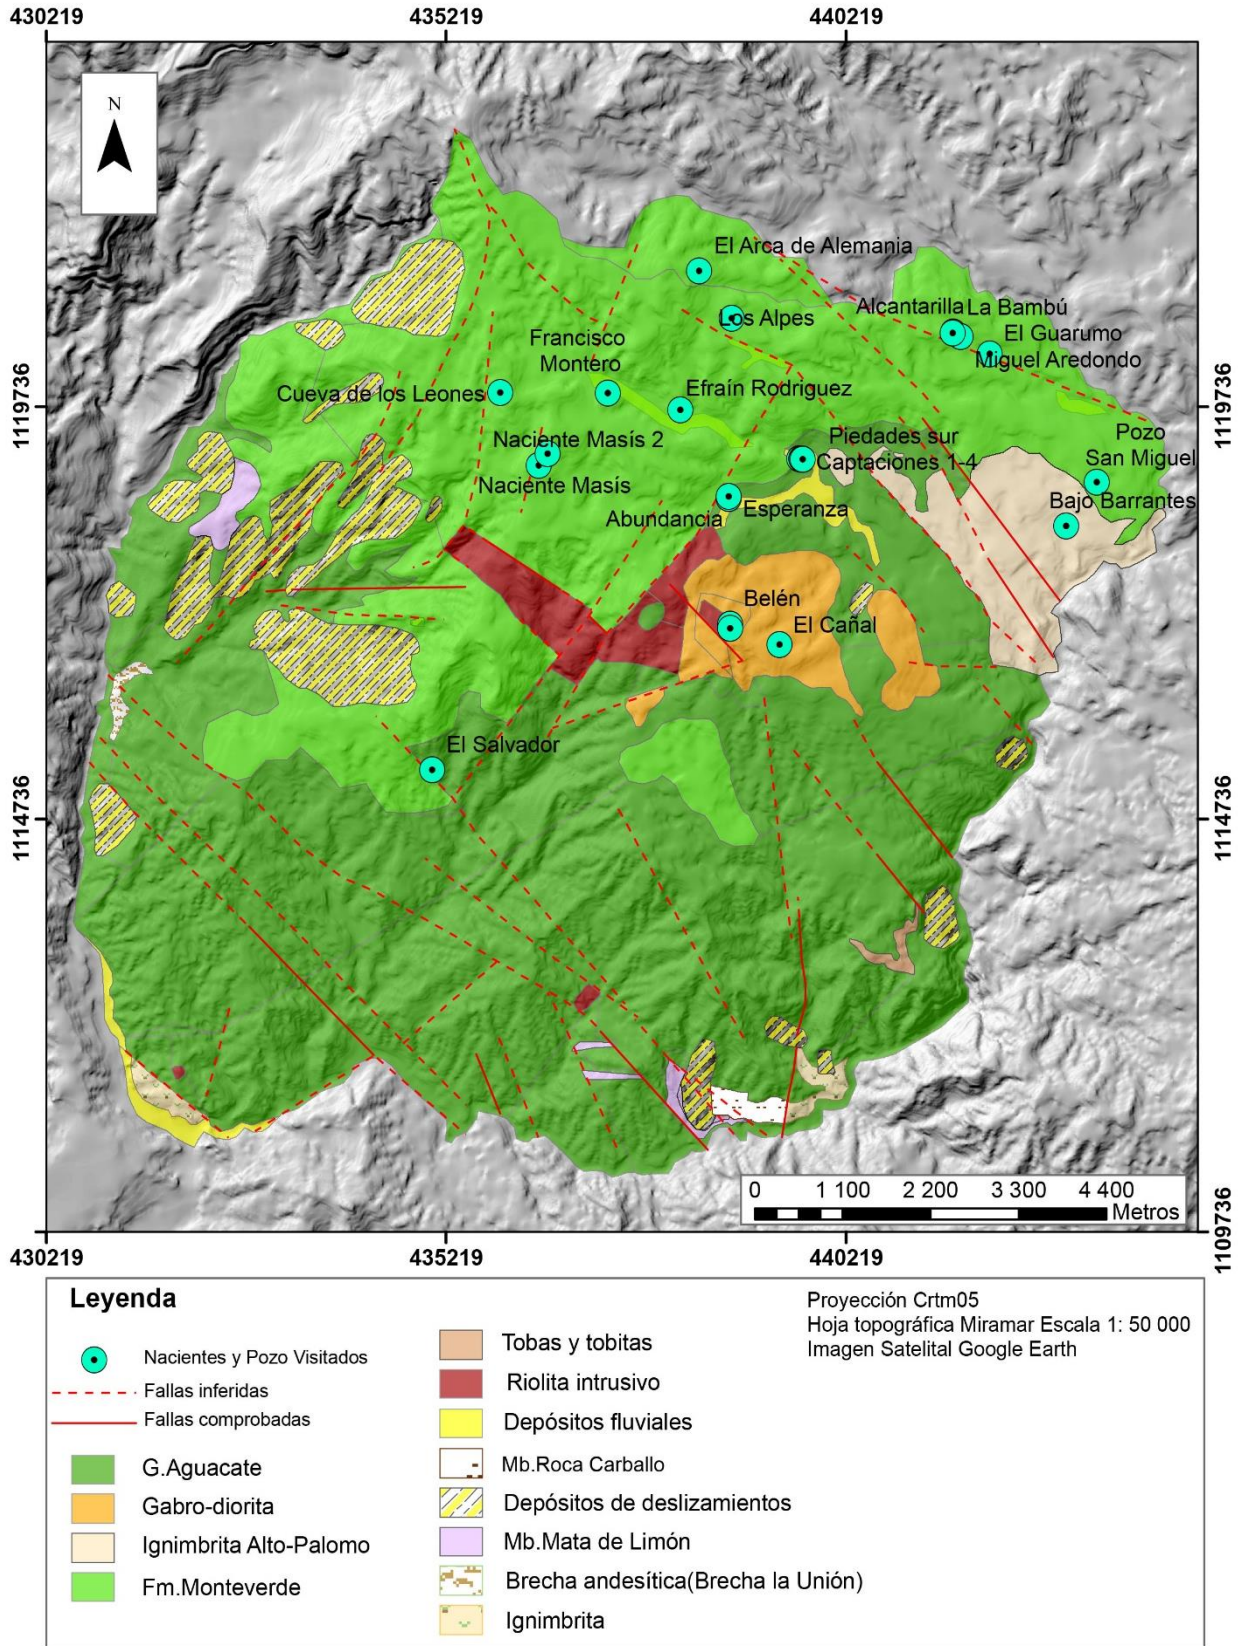 430219
435219
440219
N
El Arca de Alemania
Los Alpes
Alcantarilla
La Bambú
El Guarumo
Miguel Aredondo
Francisco
Montero
Cueva de los Leones
Efraín Rodriguez
1119736
1119736
Naciente Masís 2
Naciente Masís
Piedades sur
Captaciones 1-4
Pozo
San Miguel
Bajo Barrantes
Abundancia
Esperanza
Belén
El Cañal
El Salvador
1114736
1114736
0
1 100
2 200
3 300
4 400
Metros
1109736
430219
435219
440219
Leyenda
Nacientes y Pozo Visitados
Fallas inferidas
Fallas comprobadas
G.Aguacate
Gabro-diorita
Ignimbrita Alto-Palomo
Fm.Monteverde
Tobas y tobitas
Riolita intrusivo
Depósitos fluviales
Mb.Roca Carballo
Depósitos de deslizamientos
Mb.Mata de Limón
Brecha andesítica(Brecha la Unión)
Ignimbrita
Proyección Crtm05
Hoja topográfica Miramar Escala 1: 50 000
Imagen Satelital Google Earth